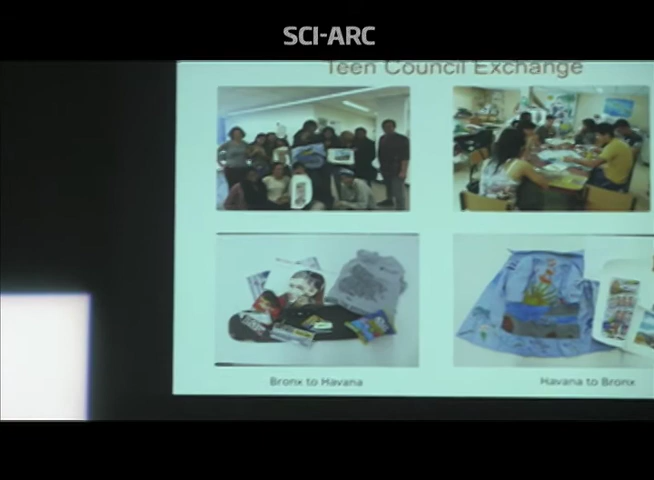 SCI-ARC
Teen Council Exchange
Bronx to Havana
Havana to Bronx